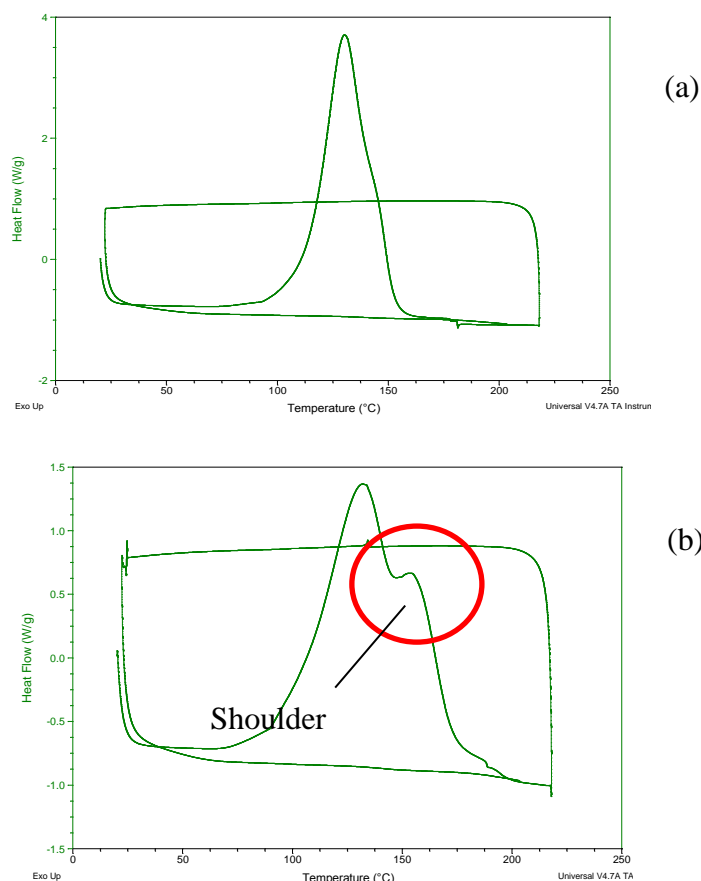 4
2
0
-2
Heat Flow (W/g)
0
50
100
150
200
250
Exo Up
Temperature (°C)
Universal V4.7A TA Instrum
(a)
1.5
1.0
0.5
0.0
-0.5
-1.0
-1.5
Heat Flow (W/g)
Shoulder
0
50
100
150
200
250
Exo Up
Temperature (°C)
Universal V4.7A TA
(b)